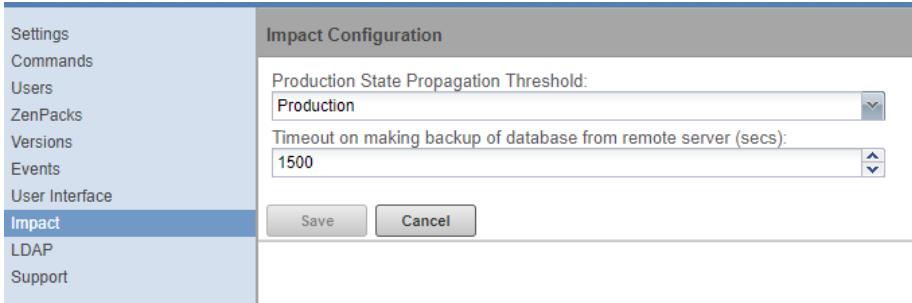 Settings
Commands
Users
ZenPacks
Versions
Events
User Interface
Impact
LDAP
Support
Impact Configuration
Production State Propagation Threshold:
Production
Timeout on making backup of database from remote server (secs):
1500
Save
Cancel